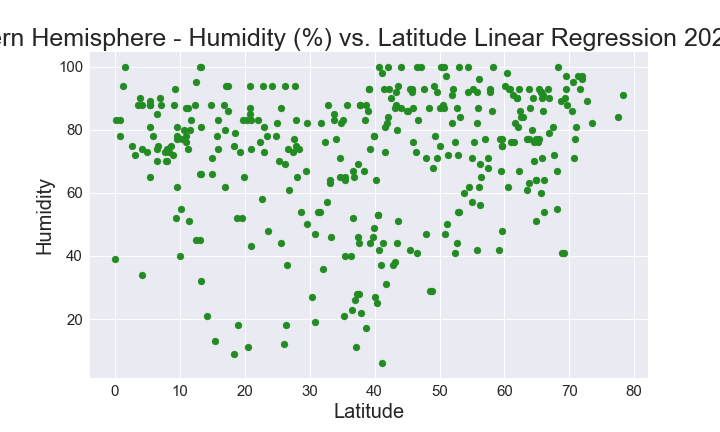 ern Hemisphere - Humidity (%) vs. Latitude Linear Regression 202
100
80
60
40
20
Humidity
0 10 20 30 40 50 60 70 80
Latitude